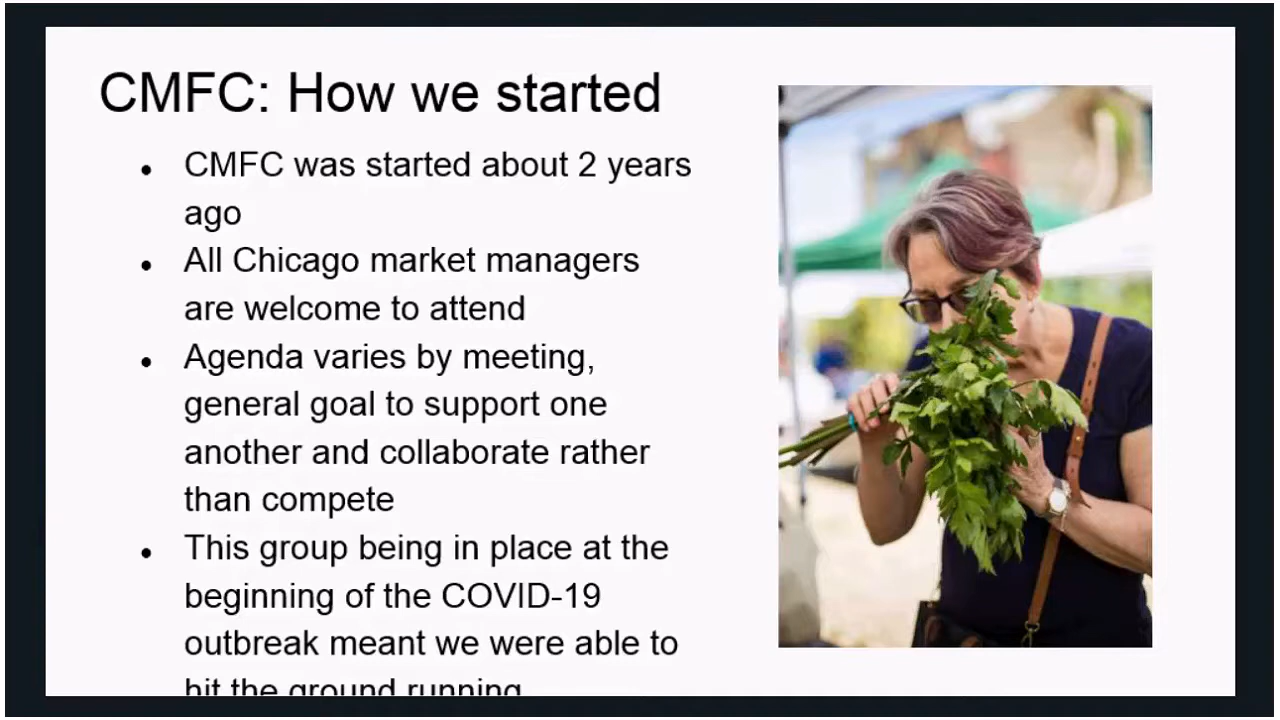 CMFC: How we started
● CMFC was started about 2 years
ago
● All Chicago market managers
are welcome to attend
● Agenda varies by meeting,
general goal to support one
another and collaborate rather
than compete
● This group being in place at the
beginning of the COVID-19
outbreak meant we were able to
hit the ground running